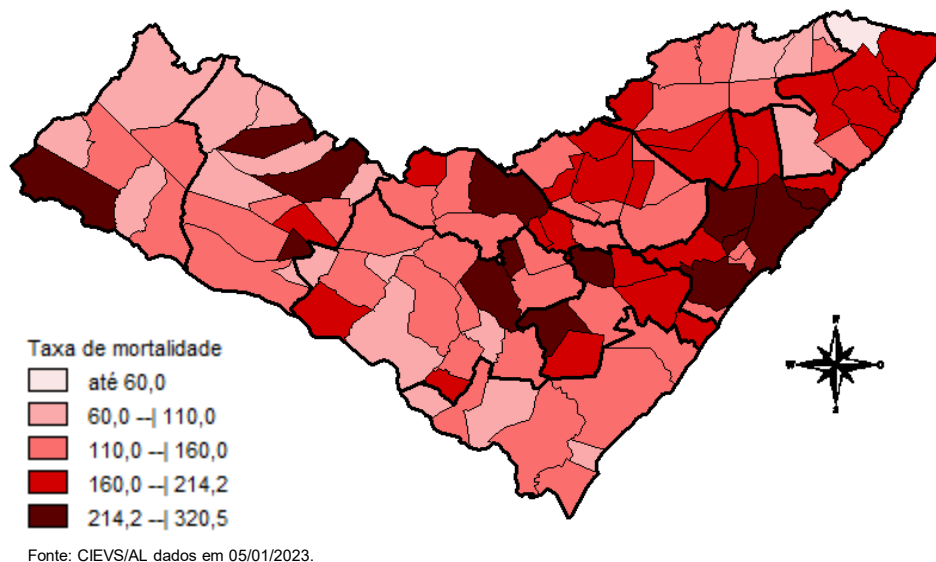 Taxa de mortalidade
até 60,0
60,0 --| 110,0
110,0 --| 160,0
160,0 --| 214,2
214,2 --| 320,5
Fonte: CIEVS/AL dados em 05/01/2023.